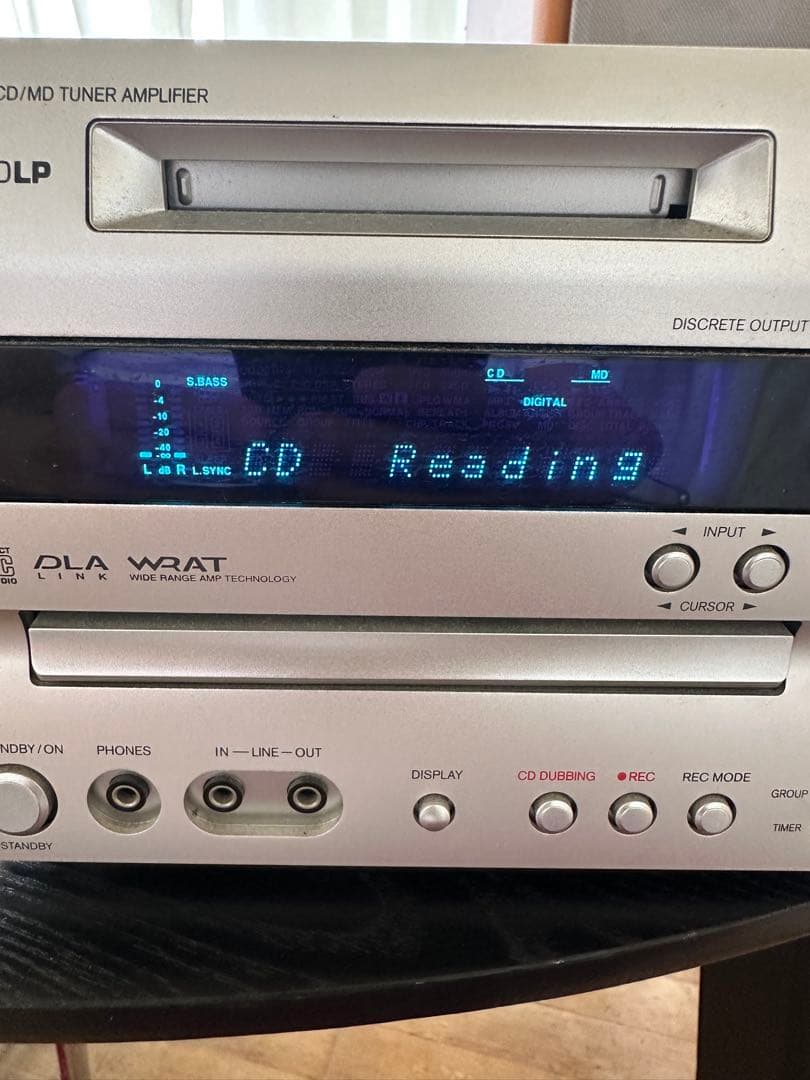 CD/MD TUNER AMPLIFIER
DLP
DISCRETE OUTPUT
0
-4
-10
-20
-40
-∞
L dB R
S.BASS
L.SYNC
CD
MD
DIGITAL
CD Reading
DLA
LINK
WRAT
WIDE RANGE AMP TECHNOLOGY
◄ INPUT ►
◄ CURSOR ►
NDBY/ON
PHONES
IN — LINE — OUT
DISPLAY
CD DUBBING
●REC
REC MODE
GROUP
TIMER
STANDBY